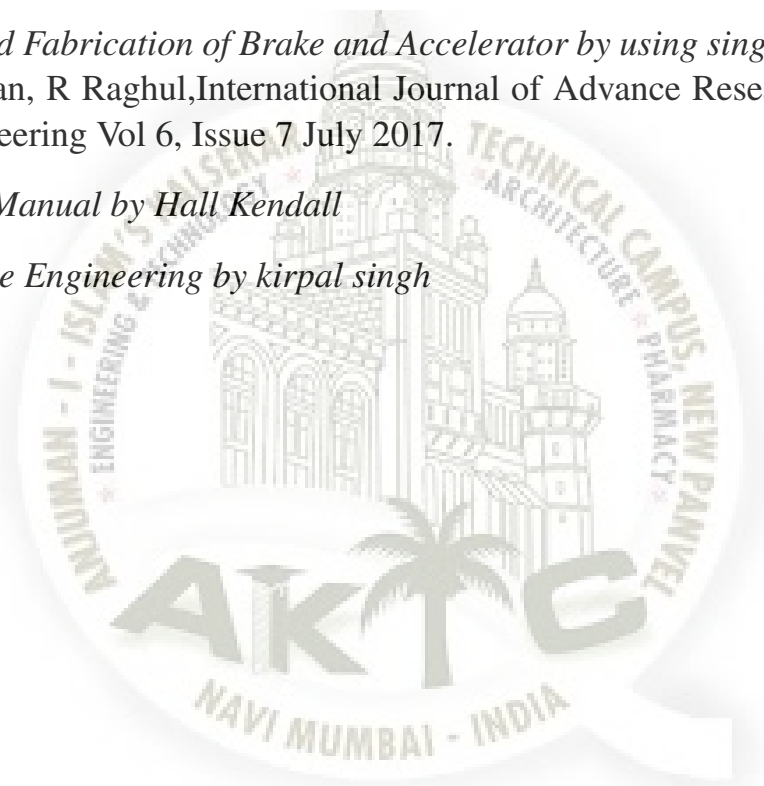 d Fabrication of Brake and Accelerator by using sing
an, R Raghul,International Journal of Advance Rese
eering Vol 6, Issue 7 July 2017.
Manual by Hall Kendall
e Engineering by kirpal singh
ANJUMAN - I - ISLAM'S KALSEKAR TECHNICAL CAMPUS, NEW PANVEL
ENGINEERING & TECHNOLOGY * ARCHITECTURE * PHARMACY
AKTC
NAVI MUMBAI - INDIA